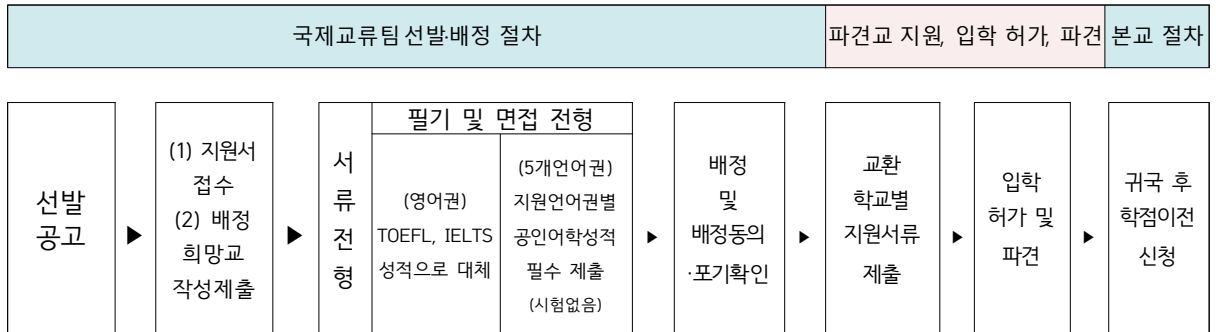 국제교류팀 선발·배정 절차
파견교 지원, 입학 허가, 파견
본교 절차
선발
공고
▶
(1) 지원서
접수
(2) 배정
희망교
작성제출
▶
서
류
전
형
필기 및 면접 전형
(영어권)
TOEFL, IELTS
성적으로 대체
(5개언어권)
지원언어권별
공인어학성적
필수 제출
(시험없음)
▶
배정
및
배정동의
·포기확인
▶
교환
학교별
지원서류
제출
▶
입학
허가 및
파견
▶
귀국 후
학점이전
신청